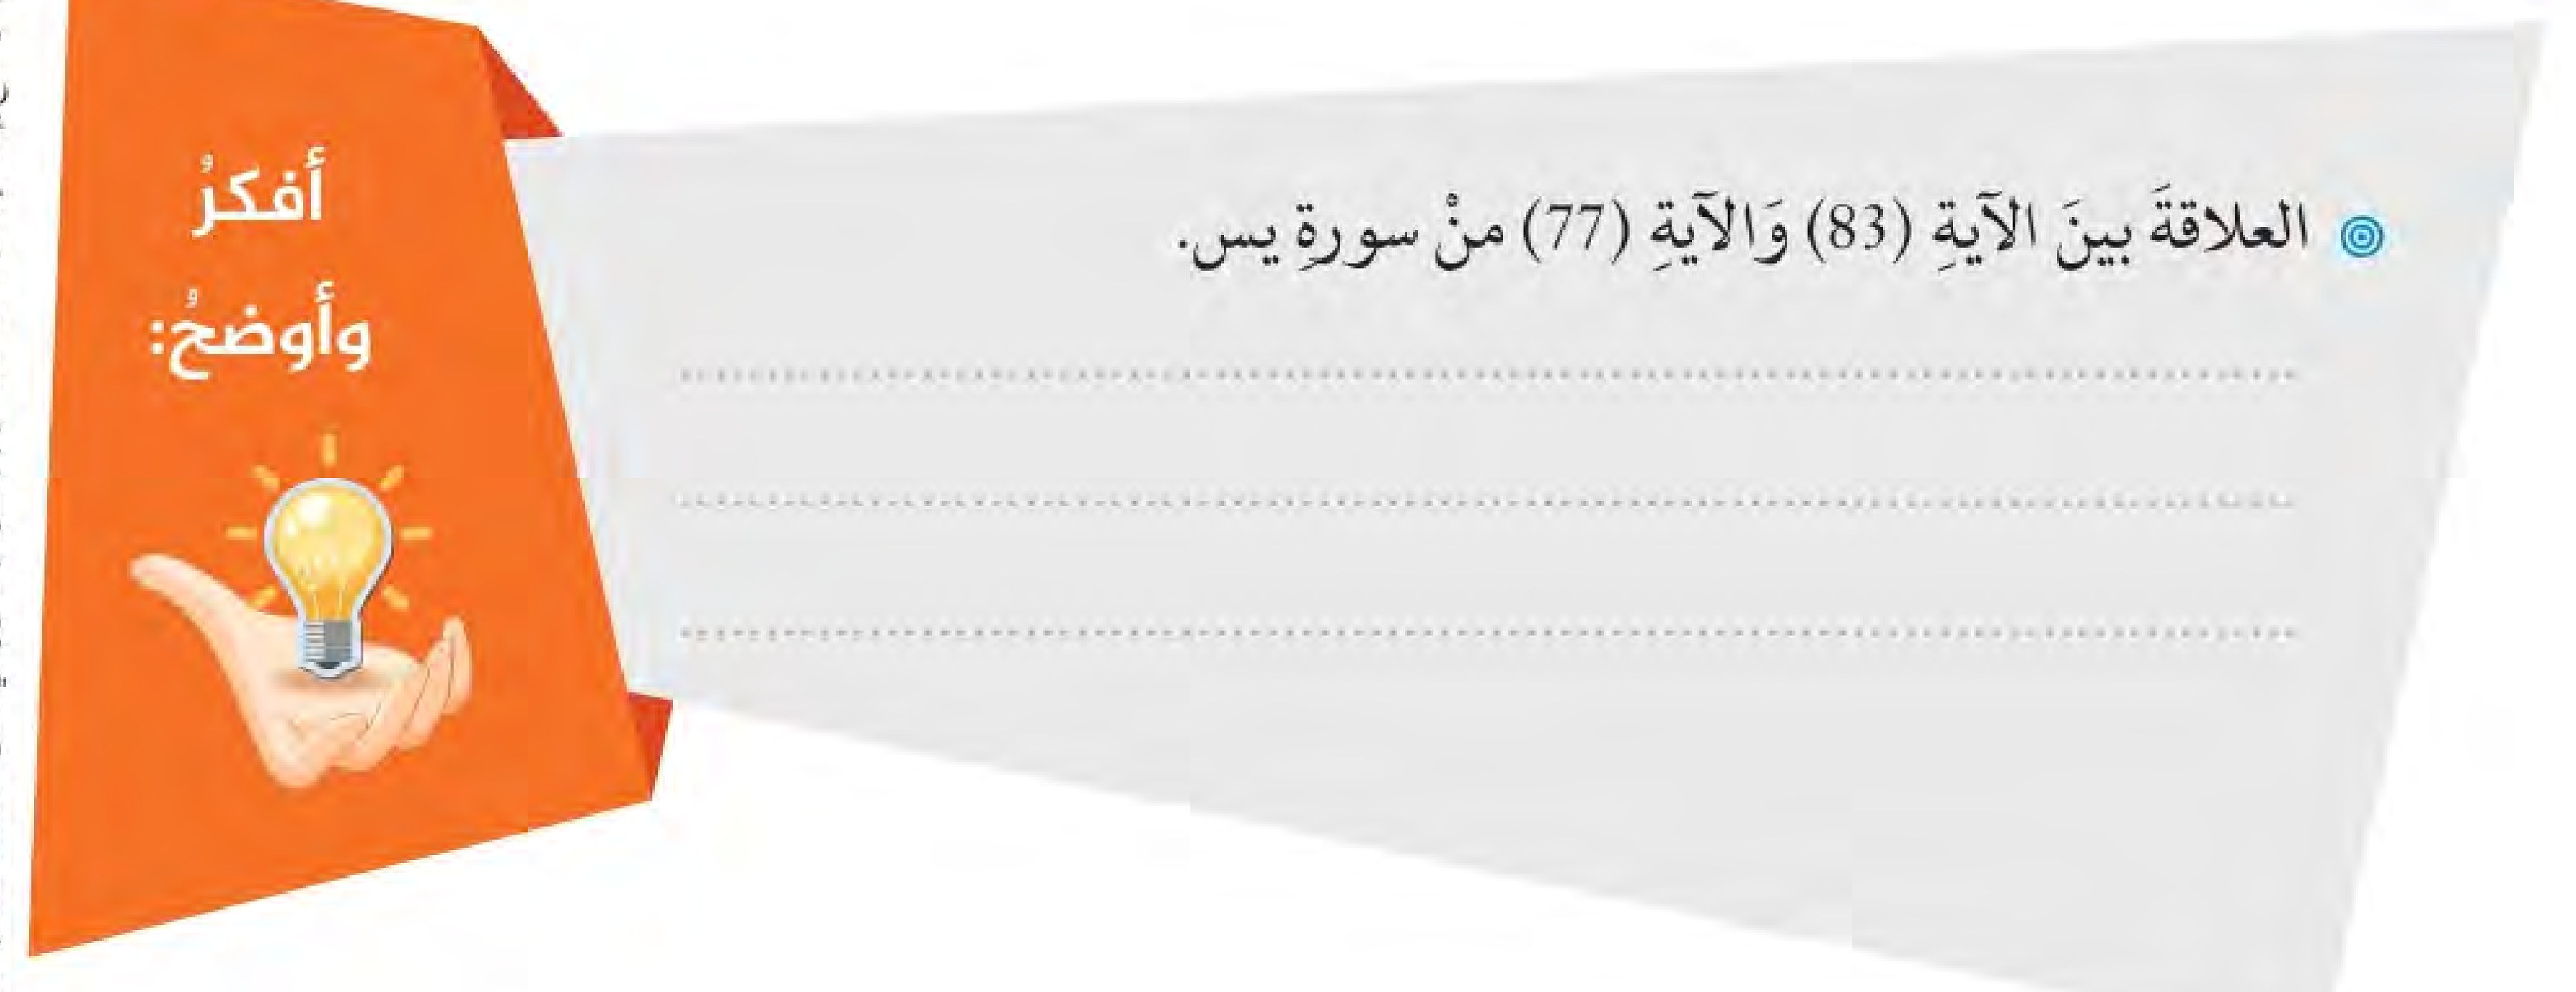 أفكرُ
وأوضحُ:
العلاقةَ بينَ الآيةِ (83) وَالآيةِ (77) منْ سورةِ يس.